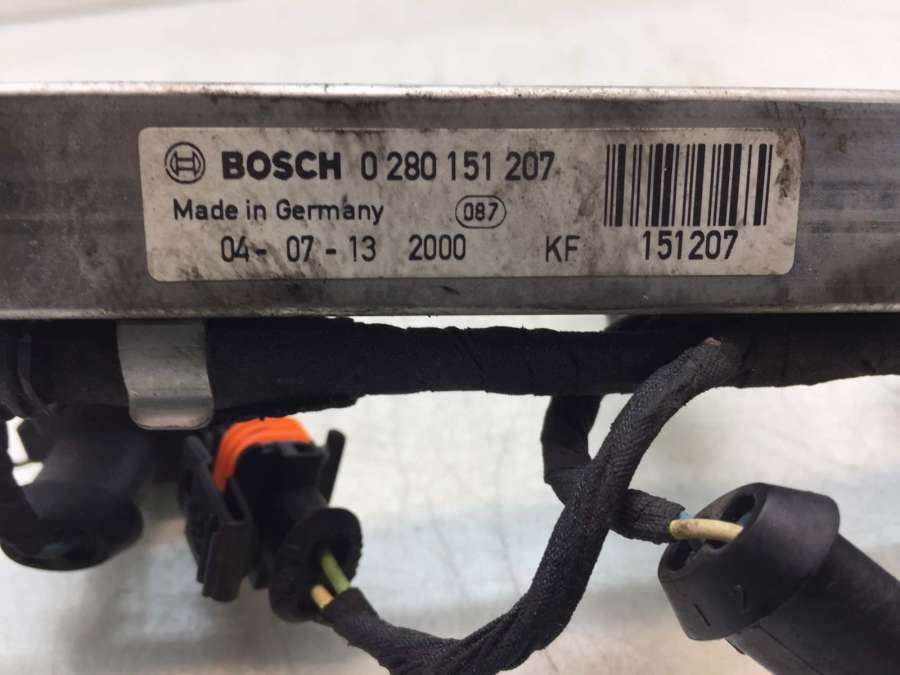 BOSCH 0 280 151 207
Made in Germany 087
04- 07 - 13 2000 KF 151207